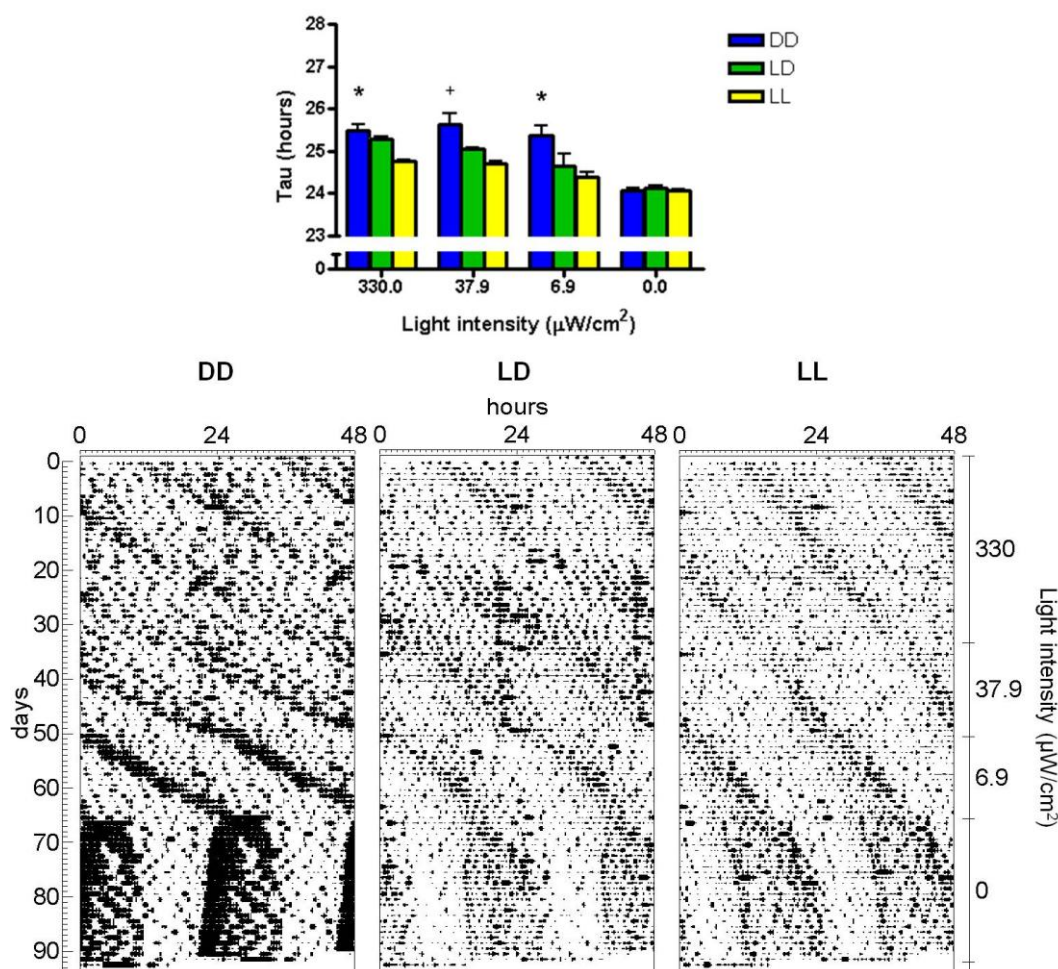 28
27
26
25
24
23
0
Tau (hours)
*
+
*
330.0 37.9 6.9 0.0
Light intensity (μW/cm²)
DD
LD
LL
DD LD LL
hours
0 24 48 0 24 48 0 24 48
0
10
20
30
40
50
60
70
80
90
days
330
37.9
6.9
0
Light intensity (μW/cm²)